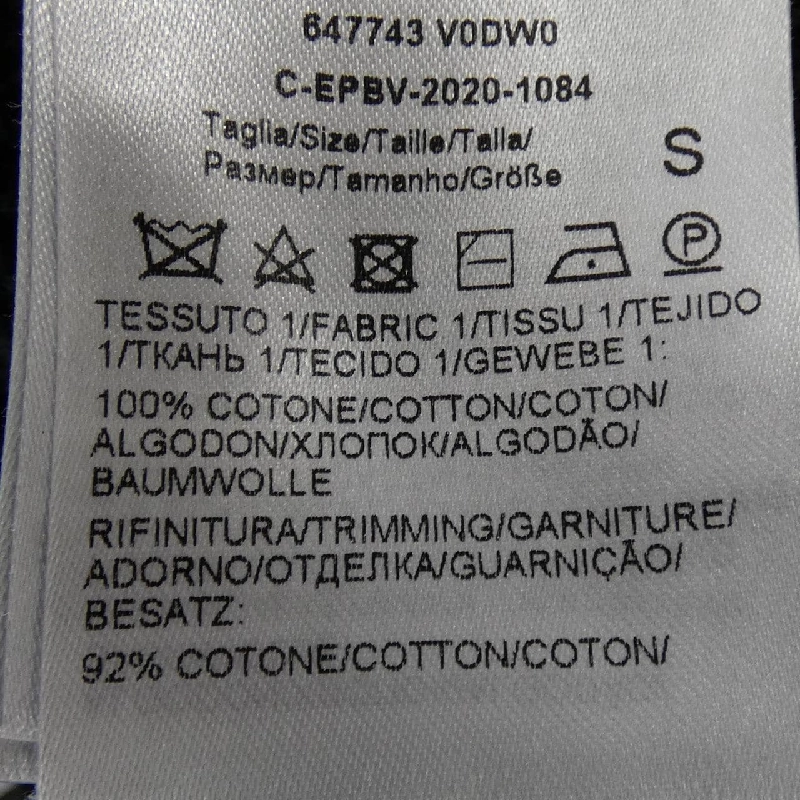 647743 V0DW0
C-EPBV-2020-1084
Taglia/Size/Taille/Talla/
Размер/Tamanho/Größe
S
P
TESSUTO 1/FABRIC 1/TISSU 1/TEJIDO
1/ТКАНЬ 1/TECIDO 1/GEWEBE 1:
100% COTONE/COTTON/COTON/
ALGODON/ХЛОПОК/ALGODÃO/
BAUMWOLLE
RIFINITURA/TRIMMING/GARNITURE/
ADORNO/ОТДЕЛКА/GUARNIÇÃO/
BESATZ:
92% COTONE/COTTON/COTON/